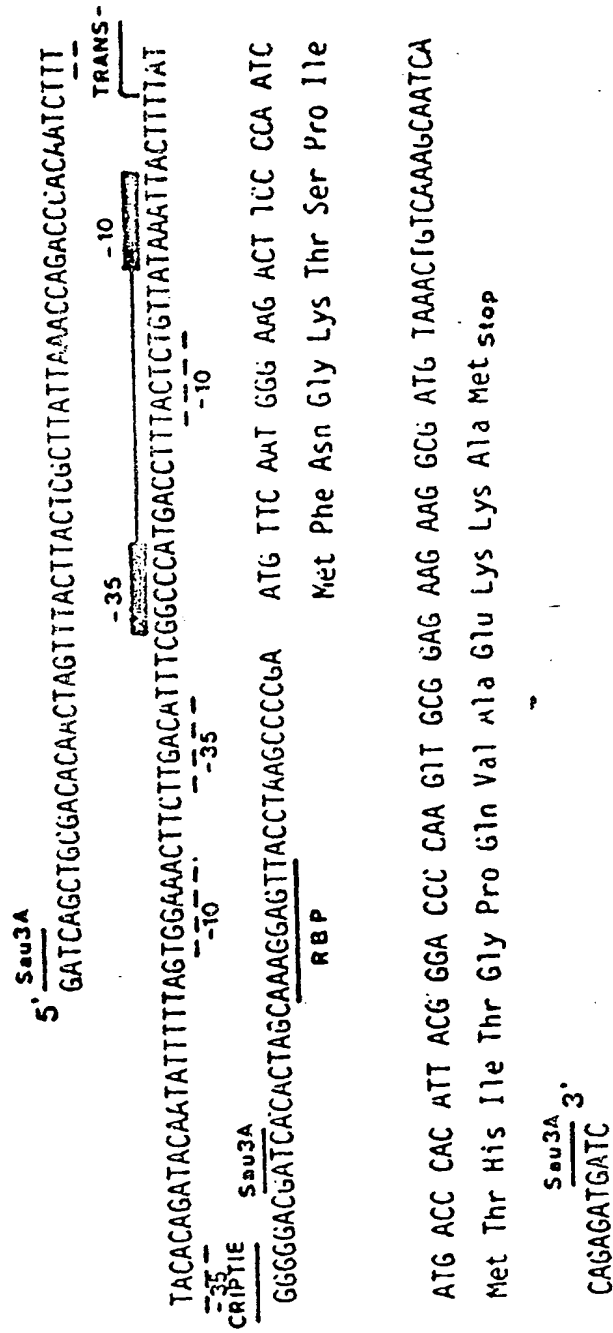 5' Sau3A
GATCAGCTGCGACACAACTAGTTTACTTACTCGCTTATTAAACCAGACCCACAATCTTT
-35 -10 TRANS-
TACACAGATACAATATTTTTAGTGGAAACTTCTTGACATTTCGGCCCATGACCTTTACTCTGTTATAAATTACTTTTAT
-35 -10 -35 -10
CRIPTIE Sau3A
GGGGGACGATCACACTAGCAAAGGAGTTACCTAAGCCCCGA ATG TTC AAT GGG AAG ACT TCC CCA ATC
RBP Met Phe Asn Gly Lys Thr Ser Pro Ile
ATG ACC CAC ATT ACG GGA CCC CAA GTT GCG GAG AAG AAG GCG ATG TAAACTGTCAAAGCAATCA
Met Thr His Ile Thr Gly Pro Gln Val Ala Glu Lys Lys Ala Met Stop
Sau3A 3'
CAGAGATGATC